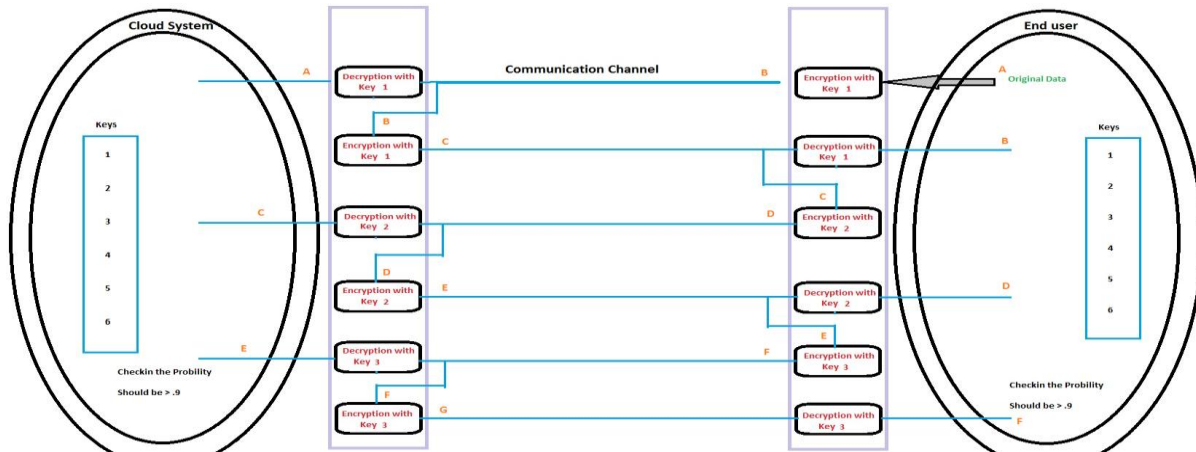 Cloud System
End user
A
Decryption with
Key 1
Communication Channel
B
Encryption with
Key 1
A
Original Data
B
Keys
1
2
3
4
5
6
Encryption with
Key 1
C
Decryption with
Key 1
B
Keys
1
2
3
4
5
6
C
C
Decryption with
Key 2
D
Encryption with
Key 2
D
Encryption with
Key 2
E
Decryption with
Key 2
D
E
E
Decryption with
Key 3
F
Encryption with
Key 3
Checkin the Probility
Should be > .9
F
Encryption with
Key 3
G
Decryption with
Key 3
Checkin the Probility
Should be > .9
F